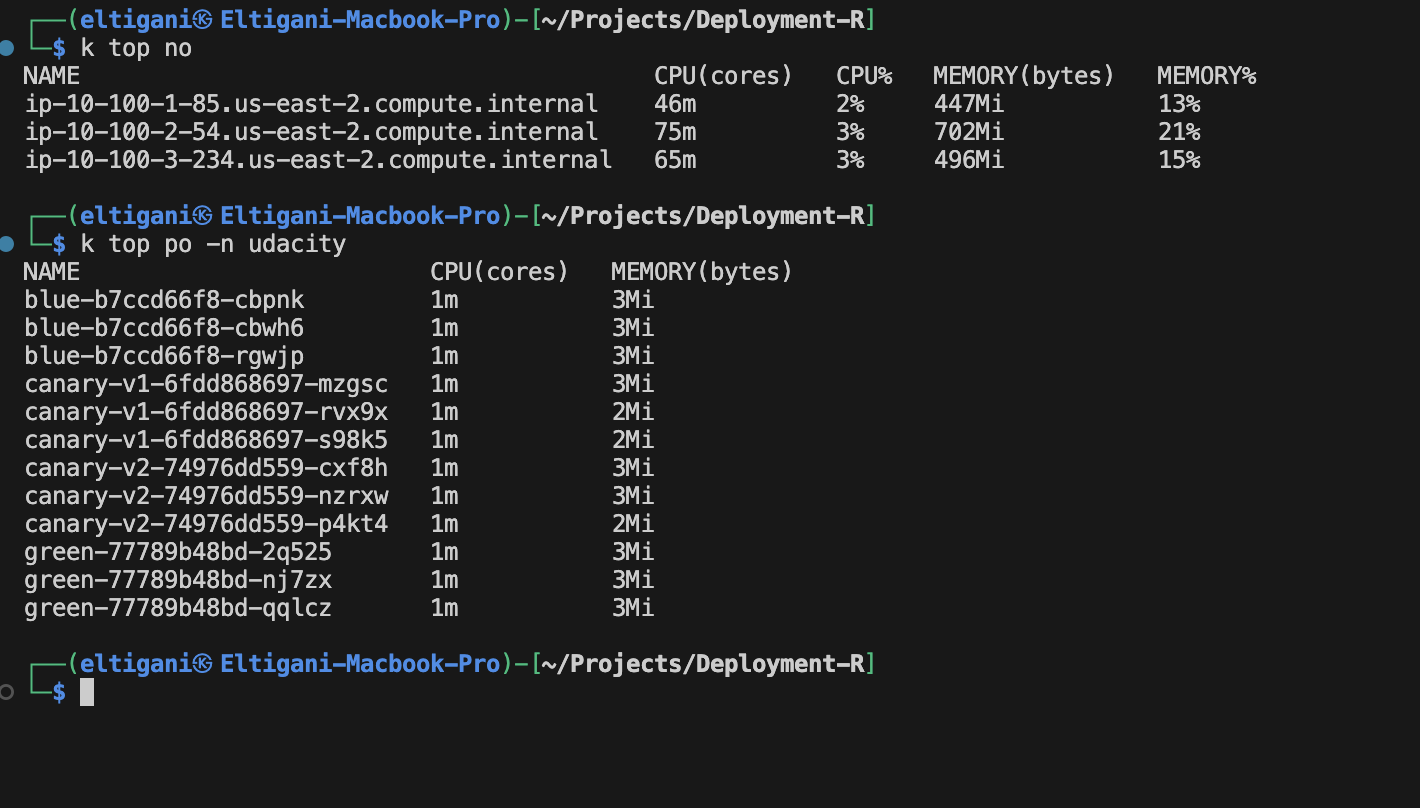 ┌──(eltigani㉿ Eltigani-Macbook-Pro)-[~/Projects/Deployment-R]
└─$ k top no
NAME CPU(cores) CPU% MEMORY(bytes) MEMORY%
ip-10-100-1-85.us-east-2.compute.internal 46m 2% 447Mi 13%
ip-10-100-2-54.us-east-2.compute.internal 75m 3% 702Mi 21%
ip-10-100-3-234.us-east-2.compute.internal 65m 3% 496Mi 15%
┌──(eltigani㉿ Eltigani-Macbook-Pro)-[~/Projects/Deployment-R]
└─$ k top po -n udacity
NAME CPU(cores) MEMORY(bytes)
blue-b7ccd66f8-cbpnk 1m 3Mi
blue-b7ccd66f8-cbwh6 1m 3Mi
blue-b7ccd66f8-rgwjp 1m 3Mi
canary-v1-6fdd868697-mzgsc 1m 3Mi
canary-v1-6fdd868697-rvx9x 1m 2Mi
canary-v1-6fdd868697-s98k5 1m 2Mi
canary-v2-74976dd559-cxf8h 1m 3Mi
canary-v2-74976dd559-nzrxw 1m 3Mi
canary-v2-74976dd559-p4kt4 1m 2Mi
green-77789b48bd-2q525 1m 3Mi
green-77789b48bd-nj7zx 1m 3Mi
green-77789b48bd-qqlcz 1m 3Mi
┌──(eltigani㉿ Eltigani-Macbook-Pro)-[~/Projects/Deployment-R]
└─$